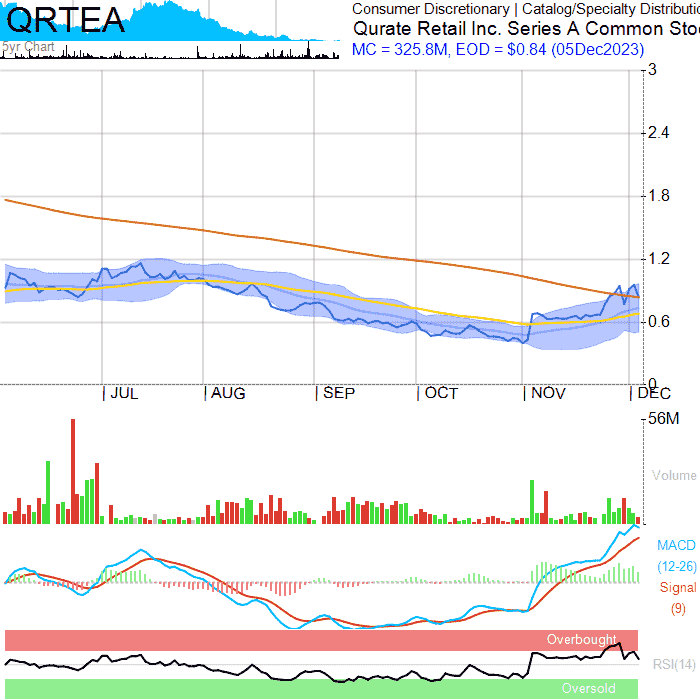 QRTEA
5yr Chart
Consumer Discretionary | Catalog/Specialty Distributio
Qurate Retail Inc. Series A Common Stoc
MC = 325.8M, EOD = $0.84 (05Dec2023)
3
2.4
1.8
1.2
0.6
0
JUL AUG SEP OCT NOV DEC
56M
Volume
MACD
(12-26)
Signal
(9)
Overbought
RSI(14)
Oversold